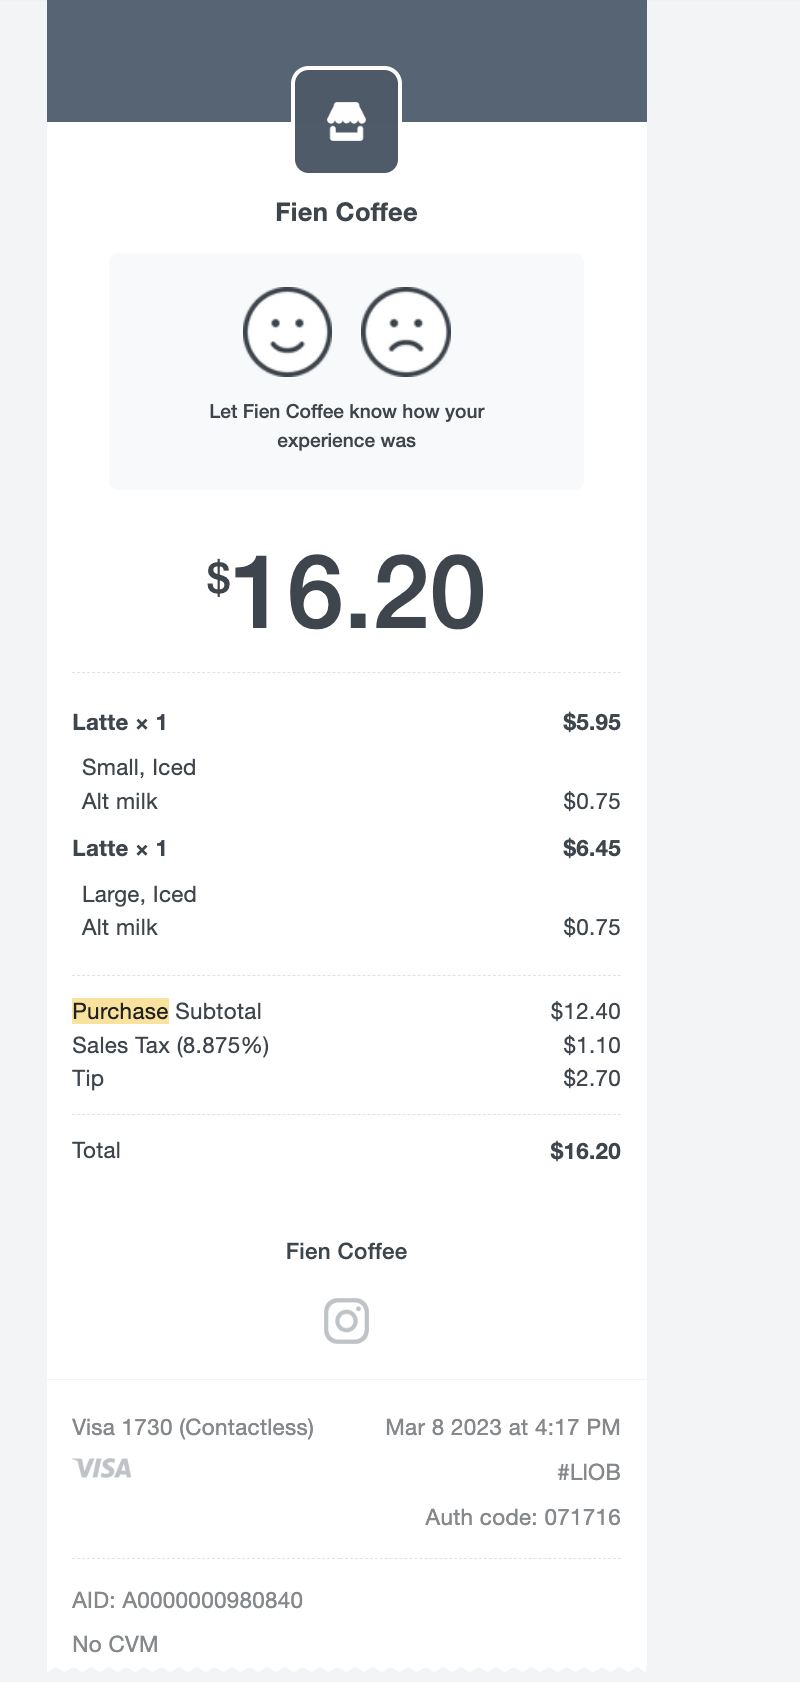 Fien Coffee
Let Fien Coffee know how your
experience was
$16.20
Latte × 1 $5.95
Small, Iced
Alt milk $0.75
Latte × 1 $6.45
Large, Iced
Alt milk $0.75
Purchase Subtotal $12.40
Sales Tax (8.875%) $1.10
Tip $2.70
Total $16.20
Fien Coffee
Visa 1730 (Contactless) Mar 8 2023 at 4:17 PM
VISA #LIOB
Auth code: 071716
AID: A0000000980840
No CVM